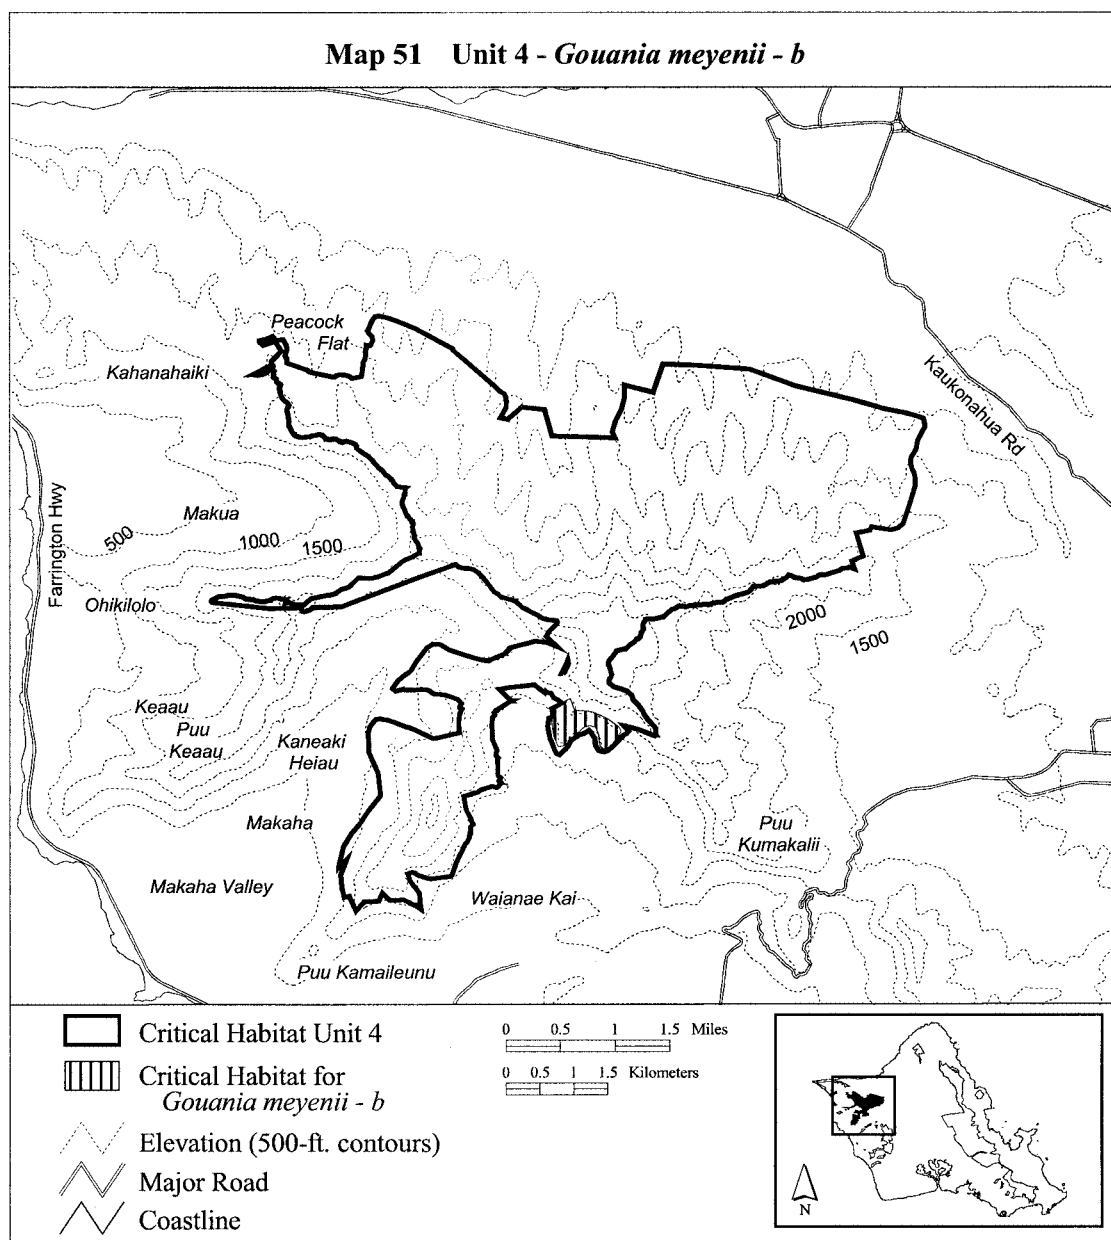 Map 51 Unit 4 - Gouania meyenii - b
Peacock
Flat
Kahanahaiki
Kaukonahua Rd
Farrington Hwy
Makua
500
1000
1500
Ohikilolo
2000
1500
Keaau
Puu
Keaau
Kaneaki
Heiau
Makaha
Puu
Kumakalii
Makaha Valley
Waianae Kai
Puu Kamaileunu
Critical Habitat Unit 4
Critical Habitat for
Gouania meyenii - b
Elevation (500-ft. contours)
Major Road
Coastline
0 0.5 1 1.5 Miles
0 0.5 1 1.5 Kilometers
N